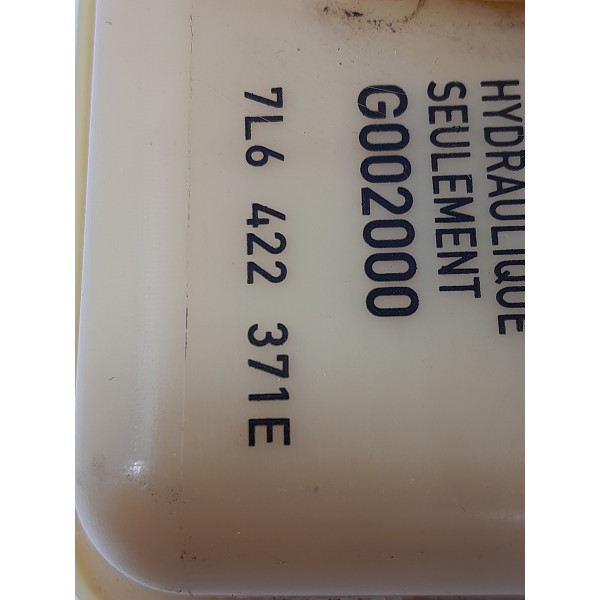 HYDRAULIQUE
SEULEMENT
G002000
7L6 422 371E